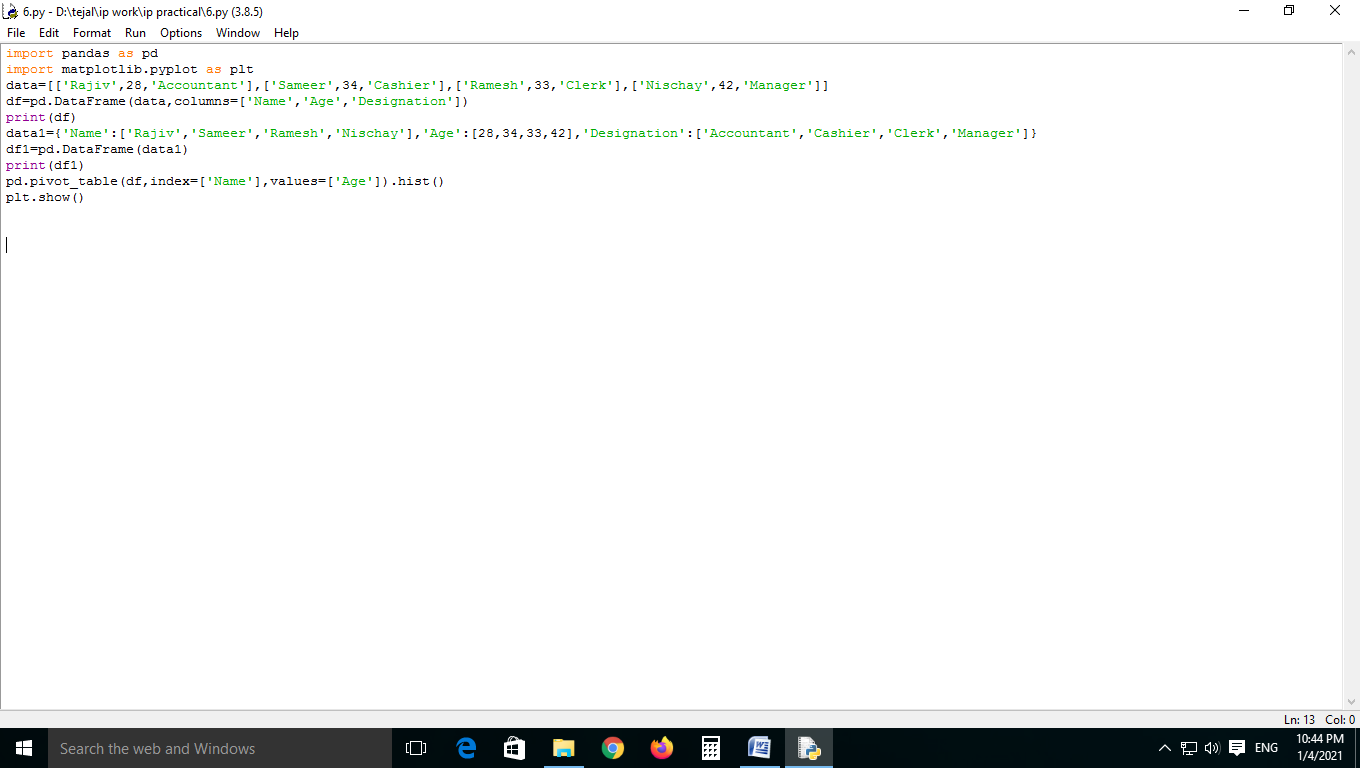 6.py - D:\tejal\ip work\ip practical\6.py (3.8.5)
File Edit Format Run Options Window Help
import pandas as pd
import matplotlib.pyplot as plt
data=[['Rajiv',28,'Accountant'],['Sameer',34,'Cashier'],['Ramesh',33,'Clerk'],['Nischay',42,'Manager']]
df=pd.DataFrame(data,columns=['Name','Age','Designation'])
print(df)
data1={'Name':['Rajiv','Sameer','Ramesh','Nischay'],'Age':[28,34,33,42],'Designation':['Accountant','Cashier','Clerk','Manager']}
df1=pd.DataFrame(data1)
print(df1)
pd.pivot_table(df,index=['Name'],values=['Age']).hist()
plt.show()
Ln: 13 Col: 0
Search the web and Windows
ENG
10:44 PM
1/4/2021